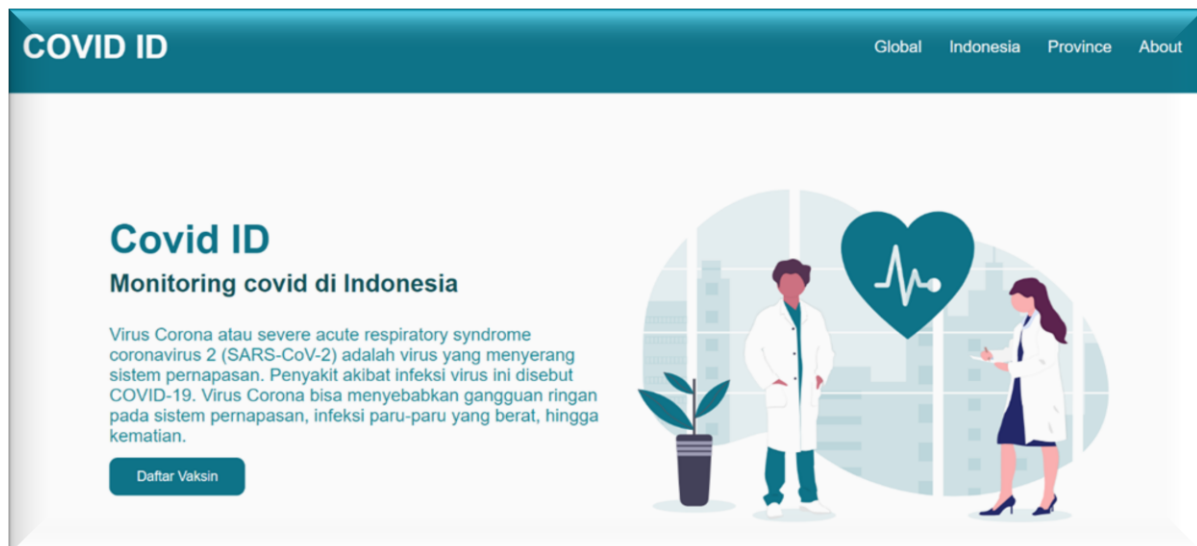 COVID ID
Global Indonesia Province About
Covid ID
Monitoring covid di Indonesia
Virus Corona atau severe acute respiratory syndrome
coronavirus 2 (SARS-CoV-2) adalah virus yang menyerang
sistem pernapasan. Penyakit akibat infeksi virus ini disebut
COVID-19. Virus Corona bisa menyebabkan gangguan ringan
pada sistem pernapasan, infeksi paru-paru yang berat, hingga
kematian.
Daftar Vaksin